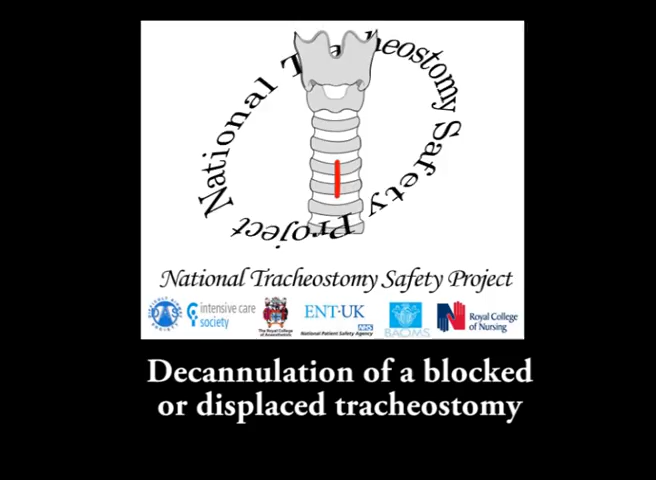 National Tracheostomy Safety Project
National Tracheostomy Safety Project
DAS
intensive care
society
The Royal College
of Anaesthetists
ENT·UK
NHS
National Patient Safety Agency
BAOMS
Royal College
of Nursing
Decannulation of a blocked
or displaced tracheostomy